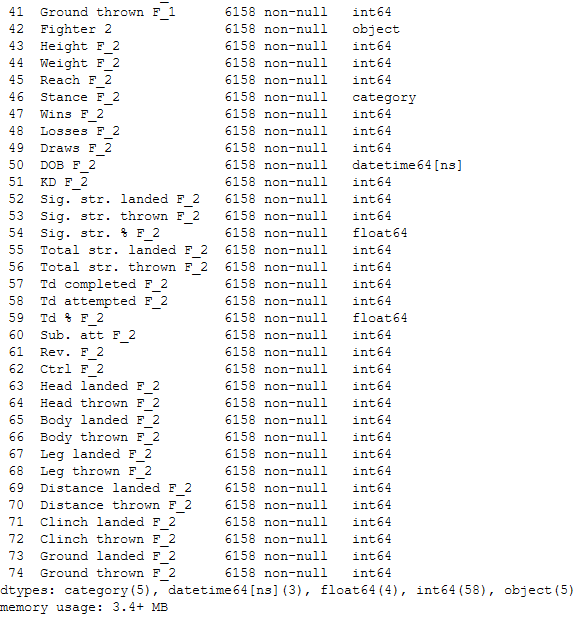 41 Ground thrown F_1 6158 non-null int64
42 Fighter 2 6158 non-null object
43 Height F_2 6158 non-null int64
44 Weight F_2 6158 non-null int64
45 Reach F_2 6158 non-null int64
46 Stance F_2 6158 non-null category
47 Wins F_2 6158 non-null int64
48 Losses F_2 6158 non-null int64
49 Draws F_2 6158 non-null int64
50 DOB F_2 6158 non-null datetime64[ns]
51 KD F_2 6158 non-null int64
52 Sig. str. landed F_2 6158 non-null int64
53 Sig. str. thrown F_2 6158 non-null int64
54 Sig. str. % F_2 6158 non-null float64
55 Total str. landed F_2 6158 non-null int64
56 Total str. thrown F_2 6158 non-null int64
57 Td completed F_2 6158 non-null int64
58 Td attempted F_2 6158 non-null int64
59 Td % F_2 6158 non-null float64
60 Sub. att F_2 6158 non-null int64
61 Rev. F_2 6158 non-null int64
62 Ctrl F_2 6158 non-null int64
63 Head landed F_2 6158 non-null int64
64 Head thrown F_2 6158 non-null int64
65 Body landed F_2 6158 non-null int64
66 Body thrown F_2 6158 non-null int64
67 Leg landed F_2 6158 non-null int64
68 Leg thrown F_2 6158 non-null int64
69 Distance landed F_2 6158 non-null int64
70 Distance thrown F_2 6158 non-null int64
71 Clinch landed F_2 6158 non-null int64
72 Clinch thrown F_2 6158 non-null int64
73 Ground landed F_2 6158 non-null int64
74 Ground thrown F_2 6158 non-null int64
dtypes: category(5), datetime64[ns](3), float64(4), int64(58), object(5)
memory usage: 3.4+ MB